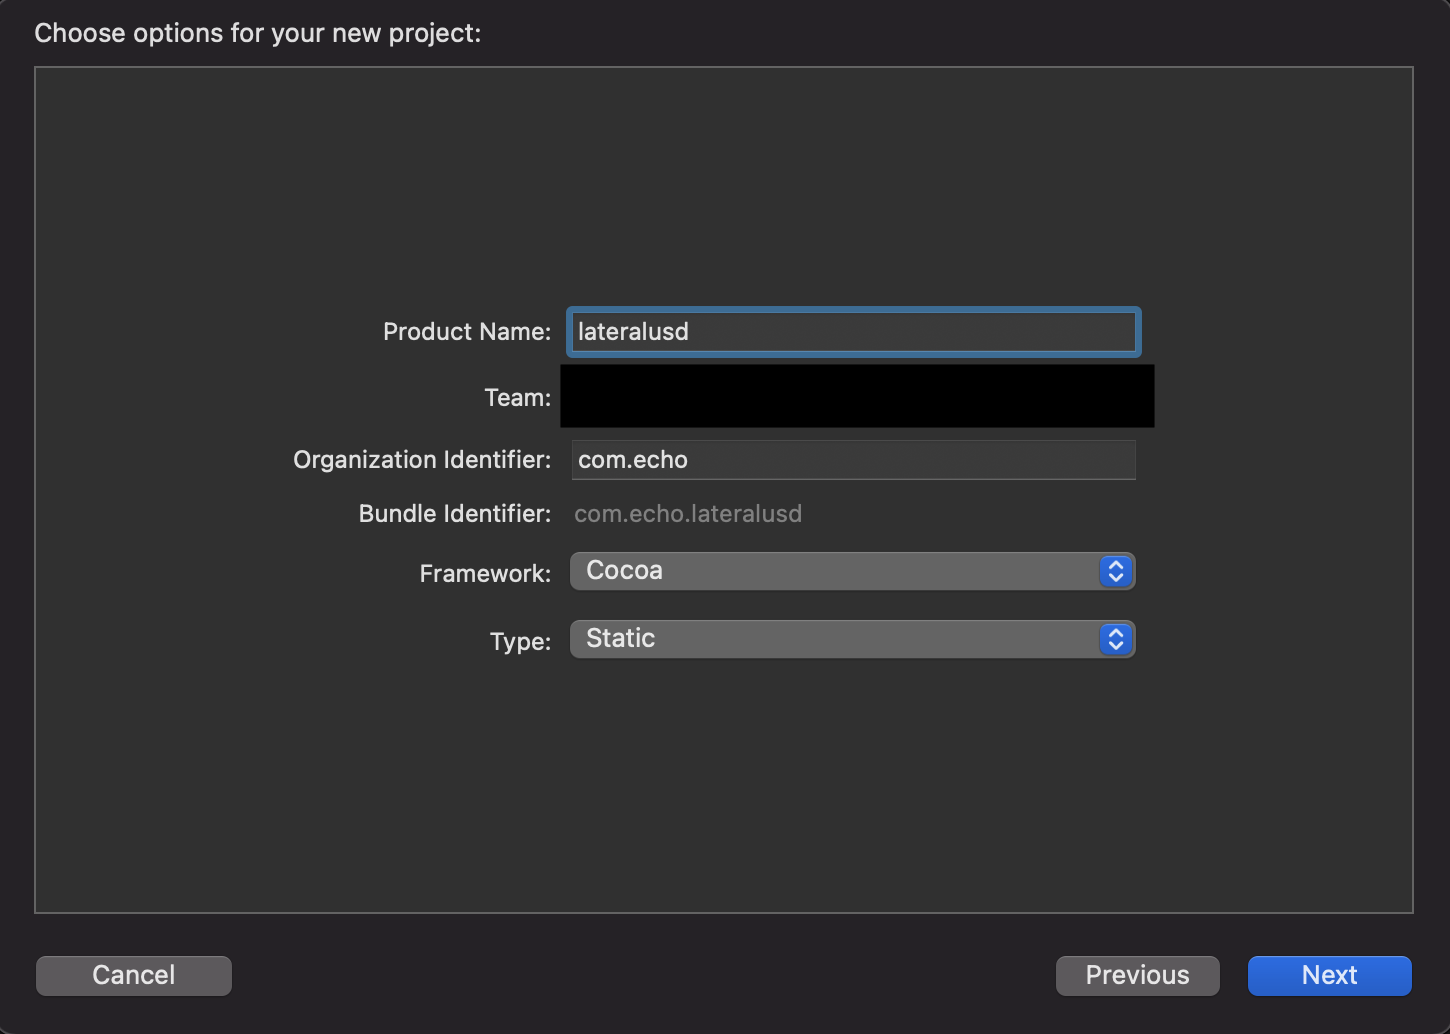 Choose options for your new project:
Product Name: lateralusd
Team:
Organization Identifier: com.echo
Bundle Identifier: com.echo.lateralusd
Framework: Cocoa
Type: Static
Cancel Previous Next